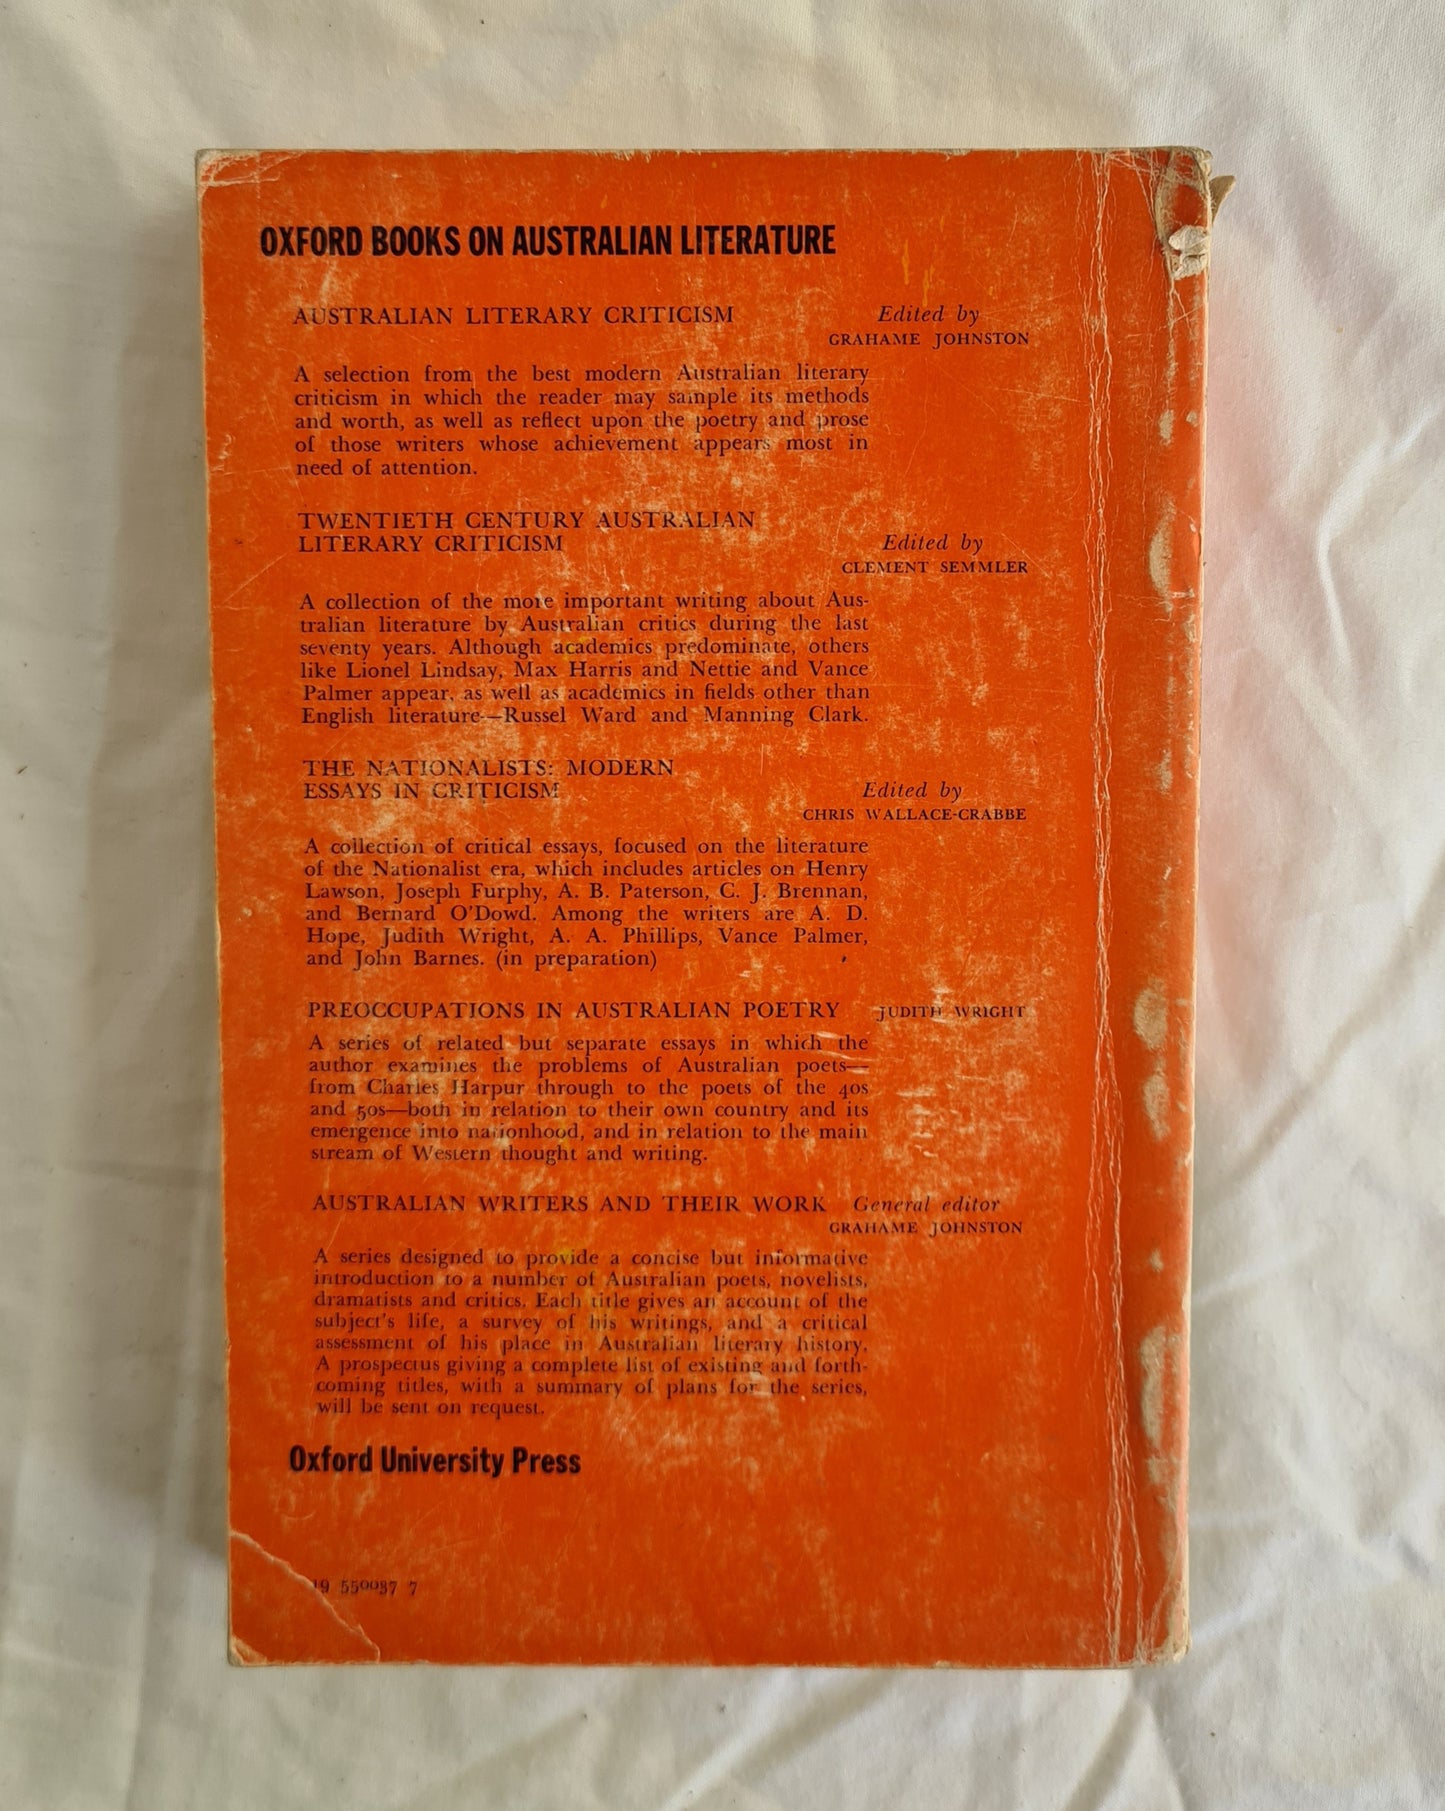 OXFORD BOOKS ON AUSTRALIAN LITERATURE
AUSTRALIAN LITERARY CRITICISM Edited by
GRAHAME JOHNSTON
A selection from the best modern Australian literary
criticism in which the reader may sample its methods
and worth, as well as reflect upon the poetry and prose
of those writers whose achievement appears most in
need of attention.
TWENTIETH CENTURY AUSTRALIAN
LITERARY CRITICISM Edited by
CLEMENT SEMMLER
A collection of the more important writing about Aus-
tralian literature by Australian critics during the last
seventy years. Although academics predominate, others
like Lionel Lindsay, Max Harris and Nettie and Vance
Palmer appear, as well as academics in fields other than
English literature—Russel Ward and Manning Clark.
THE NATIONALISTS: MODERN
ESSAYS IN CRITICISM Edited by
CHRIS WALLACE-CRABBE
A collection of critical essays, focused on the literature
of the Nationalist era, which includes articles on Henry
Lawson, Joseph Furphy, A. B. Paterson, C. J. Brennan,
and Bernard O'Dowd. Among the writers are A. D.
Hope, Judith Wright, A. A. Phillips, Vance Palmer,
and John Barnes. (in preparation)
PREOCCUPATIONS IN AUSTRALIAN POETRY JUDITH WRIGHT
A series of related but separate essays in which the
author examines the problems of Australian poets—
from Charles Harpur through to the poets of the 40s
and 50s—both in relation to their own country and its
emergence into nationhood, and in relation to the main
stream of Western thought and writing.
AUSTRALIAN WRITERS AND THEIR WORK General editor
GRAHAME JOHNSTON
A series designed to provide a concise but informative
introduction to a number of Australian poets, novelists,
dramatists and critics. Each title gives an account of the
subject's life, a survey of his writings, and a critical
assessment of his place in Australian literary history.
A prospectus giving a complete list of existing and forth-
coming titles, with a summary of plans for the series,
will be sent on request.
Oxford University Press
19 550037 7